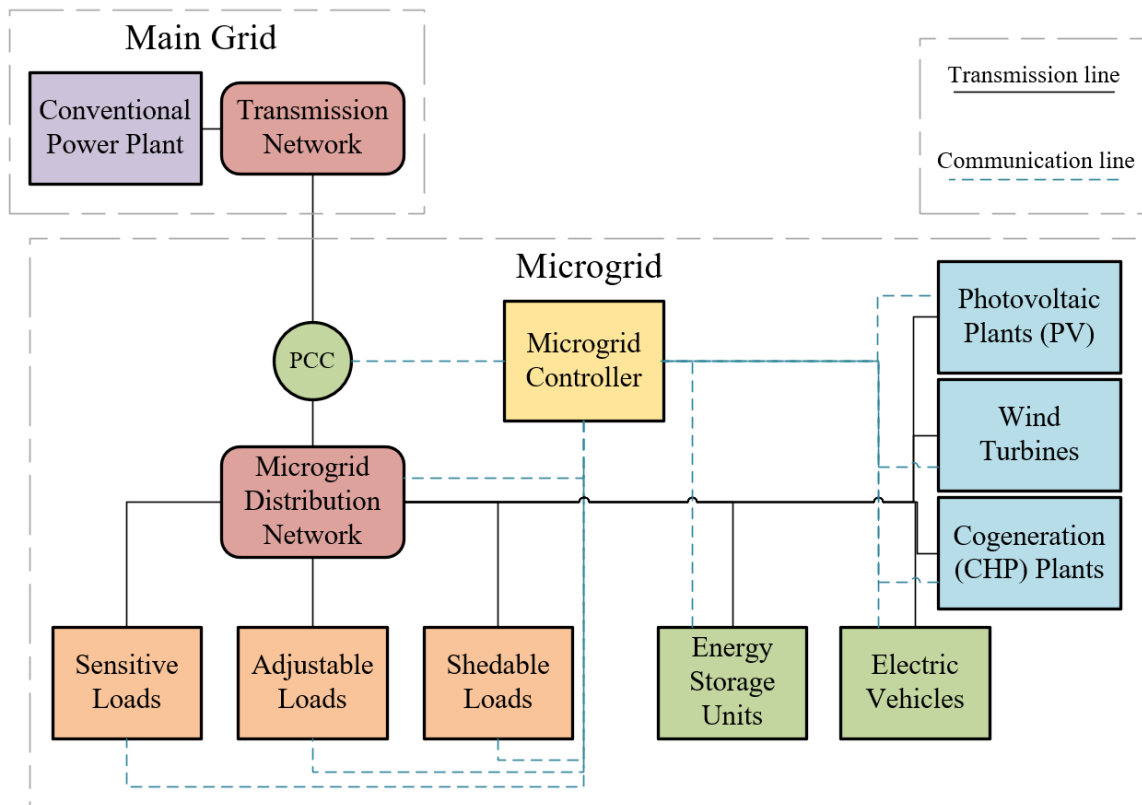 Main Grid
Conventional
Power Plant
Transmission
Network
Transmission line
Communication line
Microgrid
PCC
Microgrid
Controller
Photovoltaic
Plants (PV)
Wind
Turbines
Microgrid
Distribution
Network
Cogeneration
(CHP) Plants
Sensitive
Loads
Adjustable
Loads
Shedable
Loads
Energy
Storage
Units
Electric
Vehicles